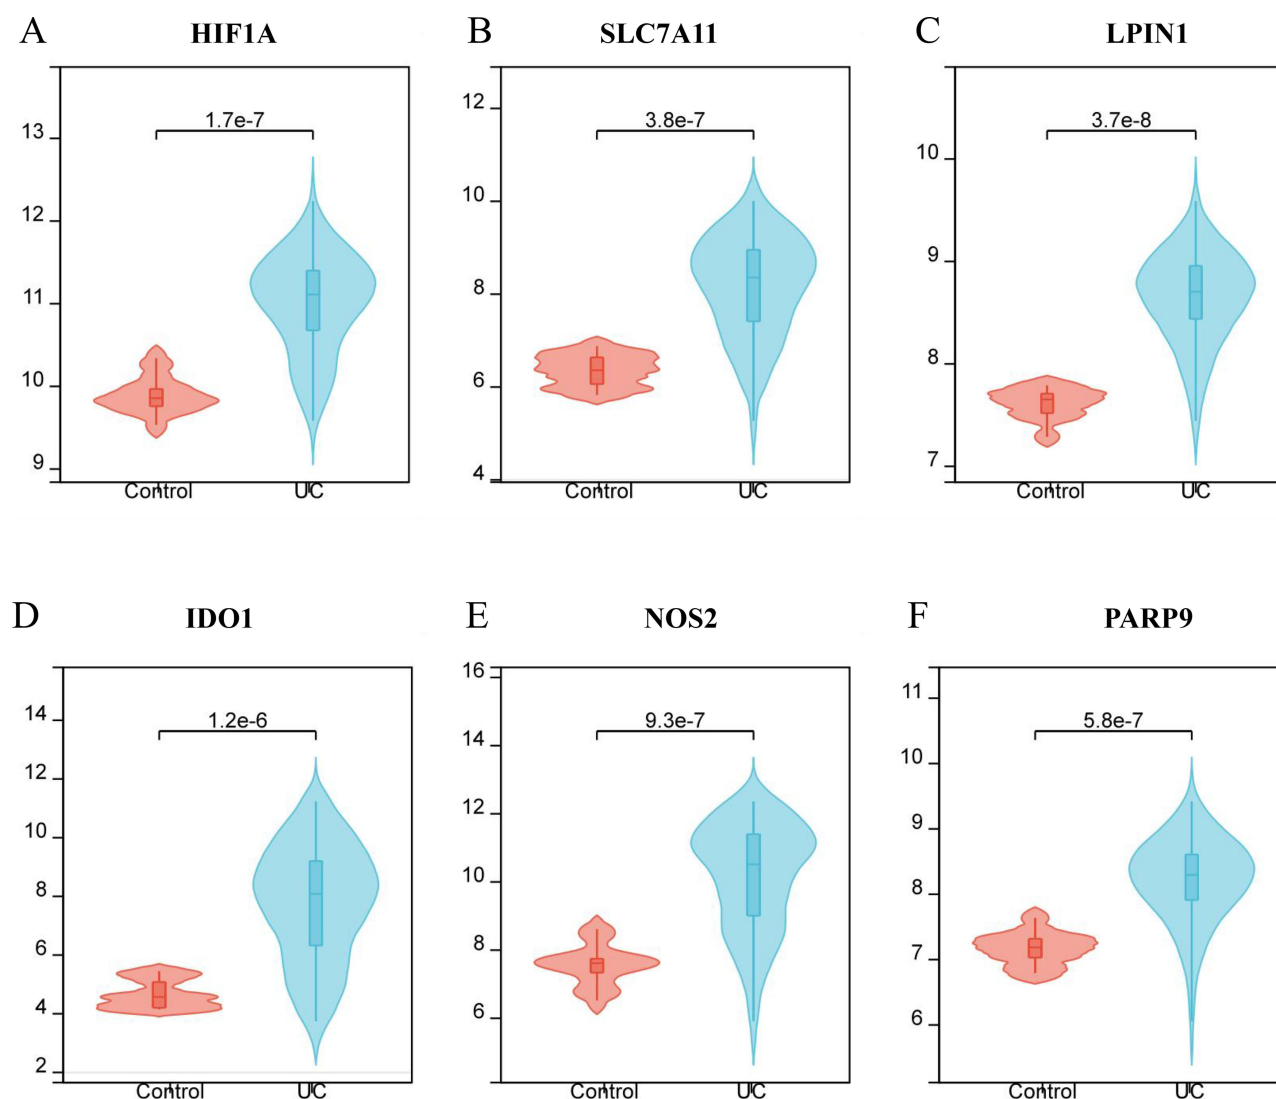 A HIF1A
B SLC7A11
C LPIN1
1.7e-7
13
12
11
10
9
Control UC
3.8e-7
12
10
8
6
4
Control UC
3.7e-8
10
9
8
7
Control UC
D IDO1
E NOS2
F PARP9
1.2e-6
14
12
10
8
6
4
2
Control UC
9.3e-7
16
14
12
10
8
6
Control UC
5.8e-7
11
10
9
8
7
6
Control UC